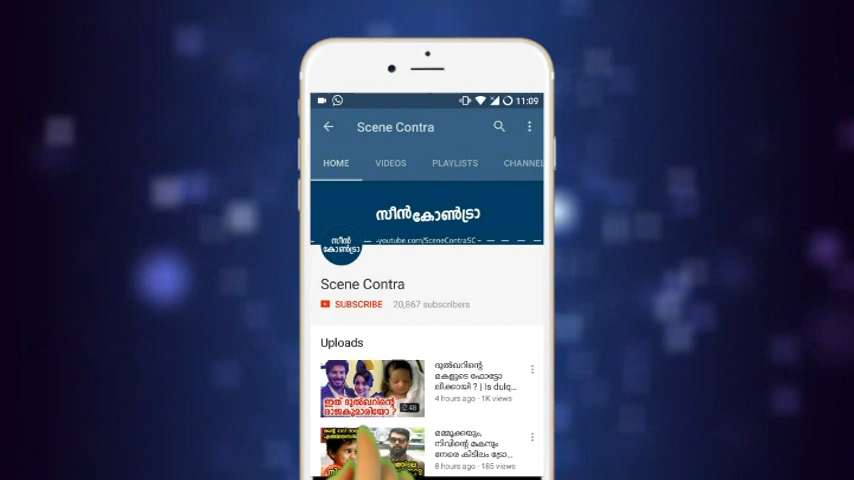 11:09
Scene Contra
HOME VIDEOS PLAYLISTS CHANNEL
സീൻ കോൺട്രാ
youtube.com/SceneContraSC
സീൻ
കോൺട്രാ
Scene Contra
SUBSCRIBE 20,867 subscribers
Uploads
ഇത് ദുൽഖറിന്റെ
രാജകുമാരിയോ ?
0:48
ദുൽഖറിന്റെ
മകളുടെ ഫോട്ടോ
ലീക്കായി ? | Is dulq...
4 hours ago - 1K views
മമ്മൂക്കയും,
നിവിന്റെ മകനും
നേരെ കിടിലം ട്രോ...
8 hours ago - 185 views